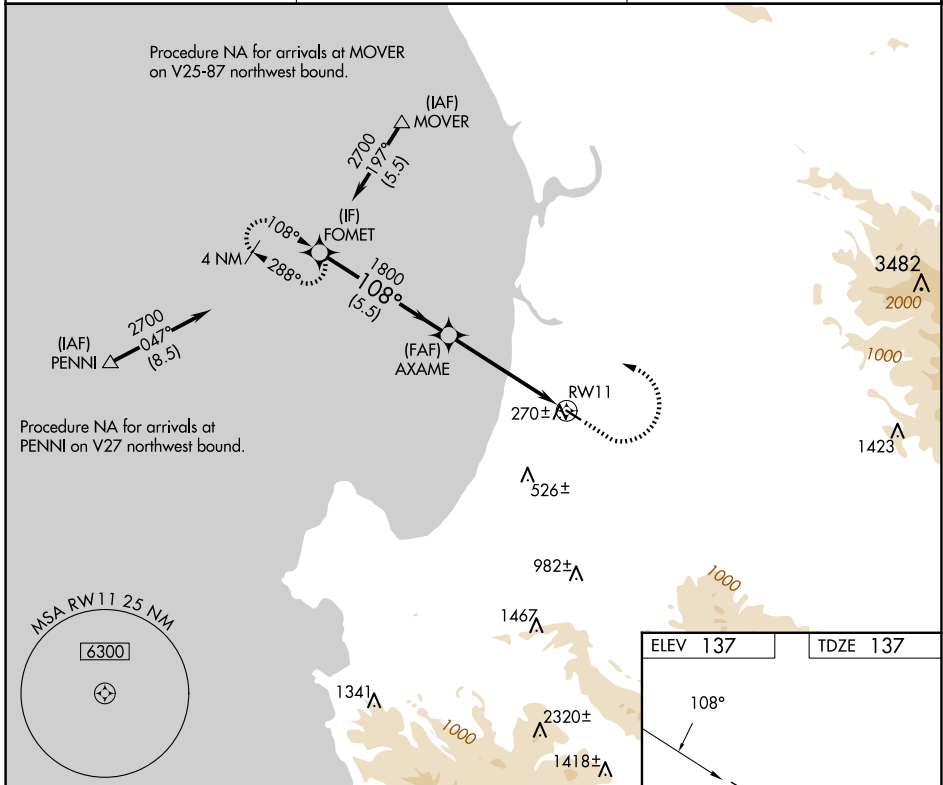 Procedure NA for arrivals at MOVER
on V25-87 northwest bound.
(IAF)
MOVER
2700
197°
(5.5)
(IF)
FOMET
108°
4 NM
288°
1800
108°
(5.5)
3482
2000
(IAF)
PENNI
2700
047°
(8.5)
(FAF)
AXAME
1000
RW11
270±
Procedure NA for arrivals at
PENNI on V27 northwest bound.
1423
526±
982±
1000
MSA RW11 25 NM
6300
1467
ELEV 137
TDZE 137
1341
108°
1000
2320±
1418±